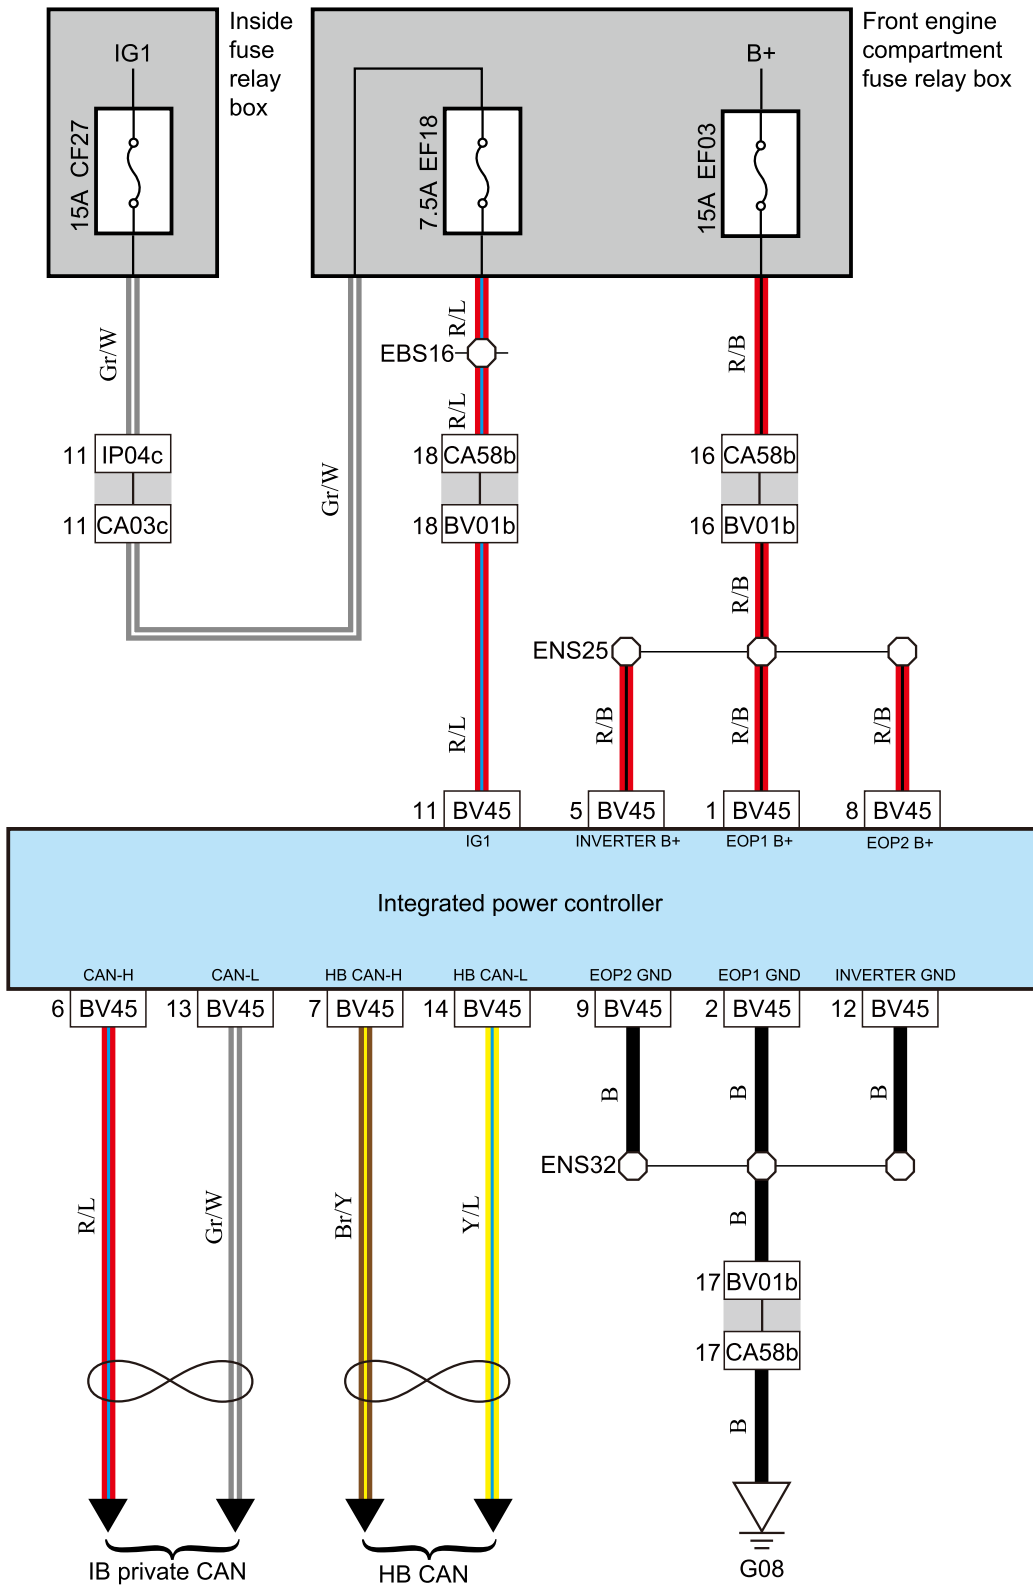 Inside
fuse
relay
box
Front engine
compartment
fuse relay box
IG1
B+
15A CF27
7.5A EF18
15A EF03
Gr/W
R/L
R/B
EBS16
R/L
Gr/W
11 IP04c
18 CA58b
16 CA58b
11 CA03c
18 BV01b
16 BV01b
R/B
ENS25
R/L
R/B
R/B
R/B
11 BV45
5 BV45
1 BV45
8 BV45
IG1
INVERTER B+
EOP1 B+
EOP2 B+
Integrated power controller
CAN-H
CAN-L
HB CAN-H
HB CAN-L
EOP2 GND
EOP1 GND
INVERTER GND
6 BV45
13 BV45
7 BV45
14 BV45
9 BV45
2 BV45
12 BV45
B
B
B
ENS32
R/L
Gr/W
Br/Y
Y/L
B
17 BV01b
17 CA58b
B
IB private CAN
HB CAN
G08